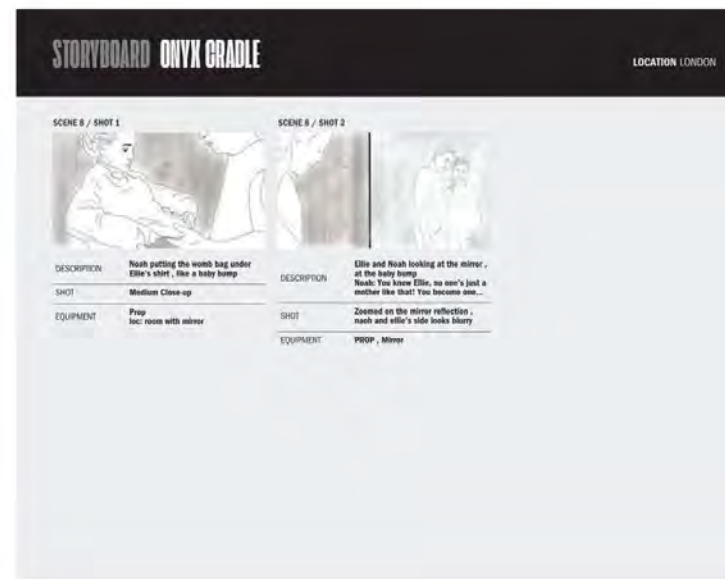 STORYBOARD ONYX CRADLE
LOCATION LONDON
SCENE 8 / SHOT 1
DESCRIPTION
Noah putting the womb bag under
Ellie's shirt , like a baby bump
SHOT
Medium Close-up
EQUIPMENT
Prop
loc: room with mirror
SCENE 8 / SHOT 2
DESCRIPTION
Ellie and Noah looking at the mirror ,
at the baby bump
Noah: You know Ellie, no one's just a
mother like that! You become one...
SHOT
Zoomed on the mirror reflection ,
naoh and ellie's side looks blurry
EQUIPMENT
PROP , Mirror